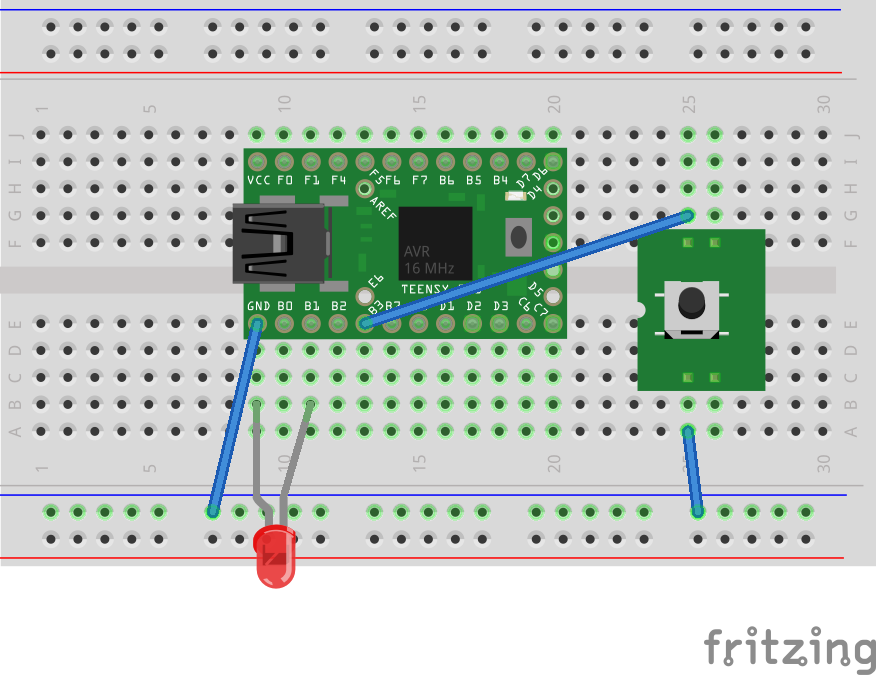 1 5 10 15 20 25 30
J J
I I
H H
G G
F F
VCC F0 F1 F4 F5 F6 F7 B6 B5 B4 D7 D6
D4
AREF
AVR
16 MHz
E6
TEENSY
D5
GND B0 B1 B2 B3 B7 D1 D2 D3 C6 C7
E E
D D
C C
B B
A A
1 10 15 20 30
fritzing